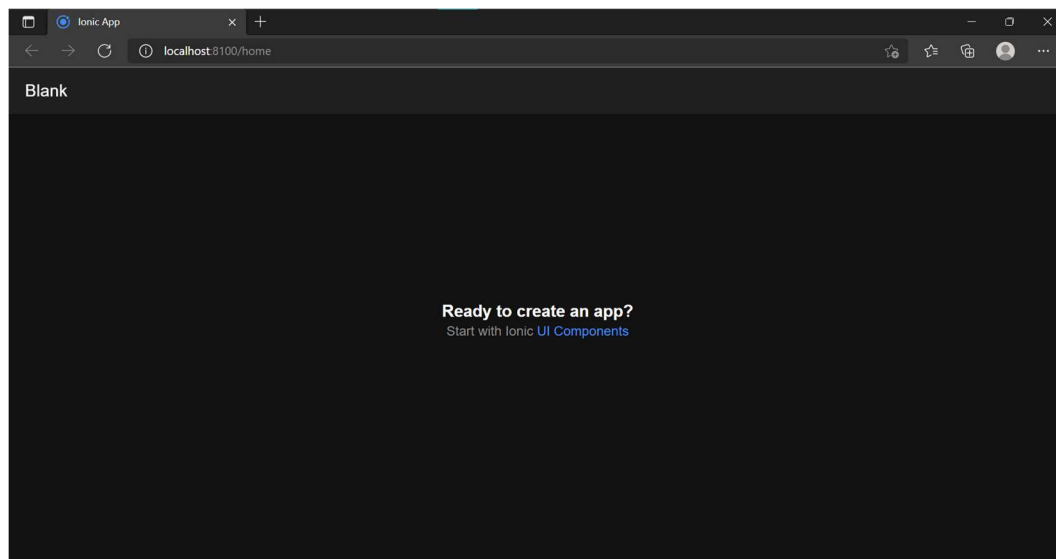 Ionic App
localhost:8100/home
Blank
Ready to create an app?
Start with Ionic UI Components